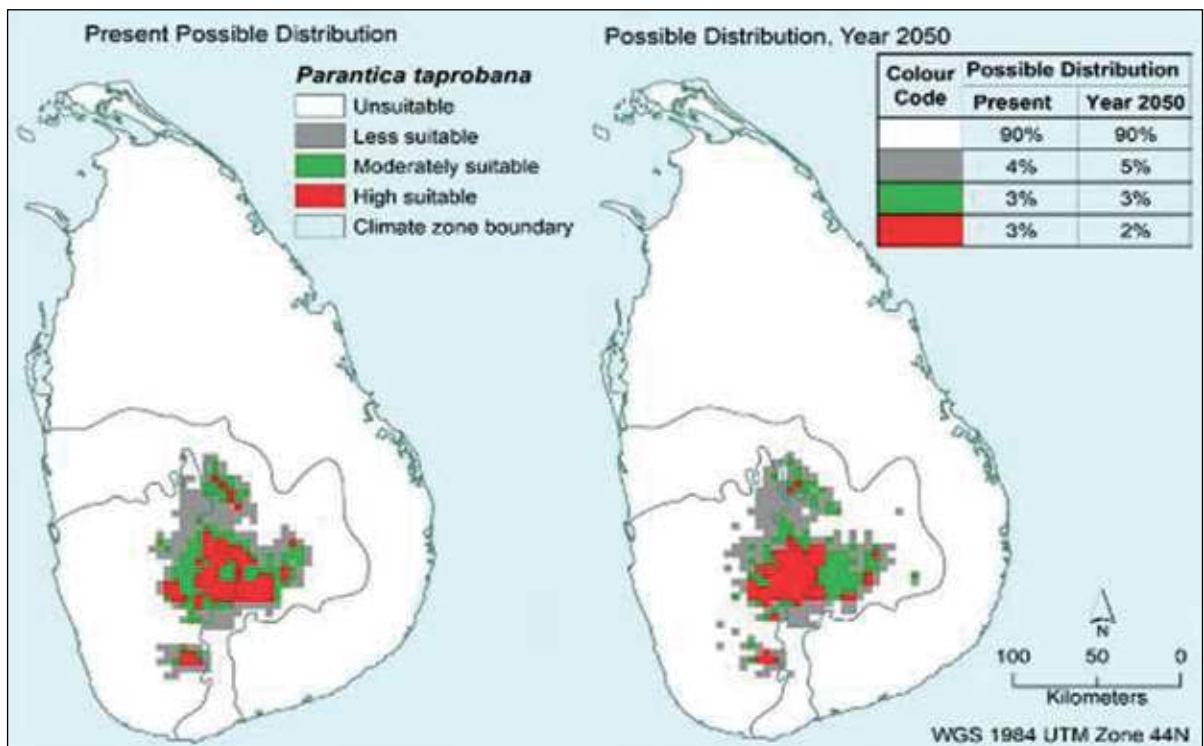 Present Possible Distribution
Parantica taprobana
Unsuitable
Less suitable
Moderately suitable
High suitable
Climate zone boundary
Possible Distribution, Year 2050
Colour Code Possible Distribution
Present Year 2050
90% 90%
4% 5%
3% 3%
3% 2%
N
100 50 0
Kilometers
WGS 1984 UTM Zone 44N